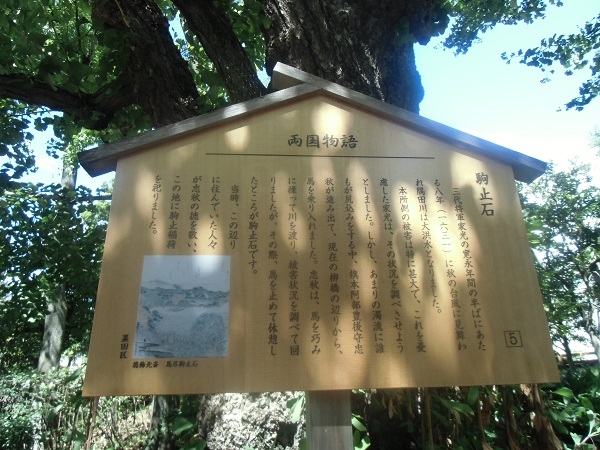 両国物語
駒止石
三代将軍家光の寛永年間の半ばにあた
る八年（一六三一）に秋の台風に見舞わ
れ隅田川は大洪水となりました。
本所側の被害は特に甚大で、これを憂
慮した家光は、その状況を調べさせよう
としました。しかし、あまりの濁流に誰
もが尻込みをする中、旗本阿部豊後守忠
秋が進み出て、現在の柳橋の辺りから、
馬を乗り入れました。忠秋は、馬を巧み
に操って川を渡り、被害状況を調べて回
りましたが、その際、馬を止めて休憩し
たところが駒止石です。
当時、この辺り
に住んでいた人々
が忠秋の徳を敬い、
この地に駒止稲荷
を祀りました。
5
墨田区